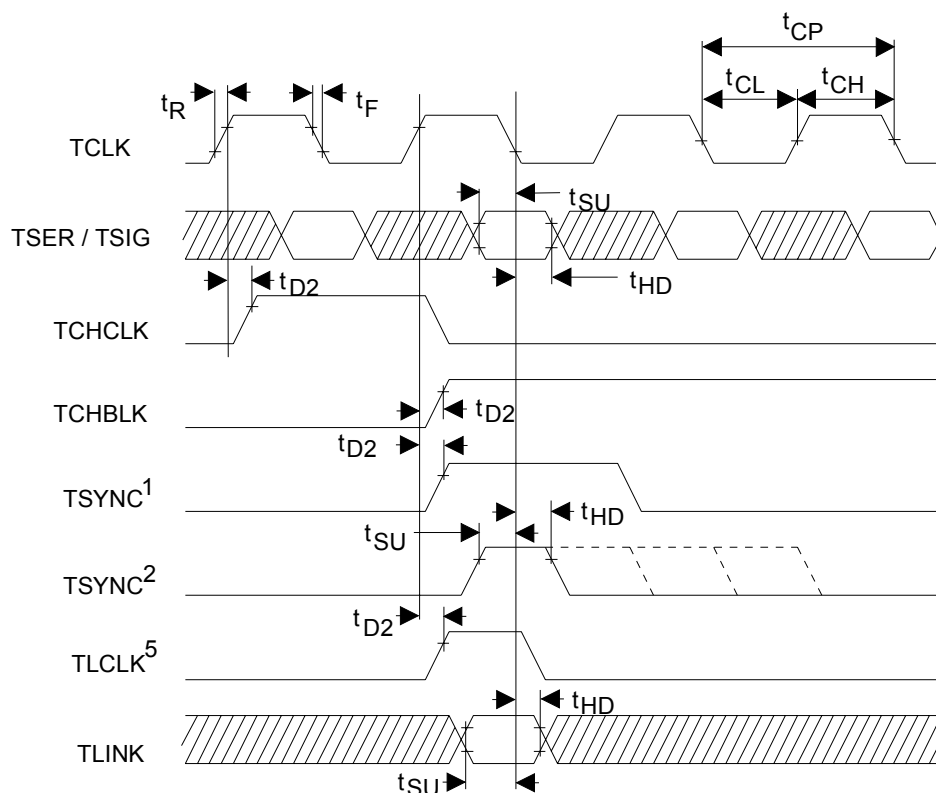 tCP
tR
tF
tCL
tCH
TCLK
tSU
TSER / TSIG
tD2
tHD
TCHCLK
TCHBLK
tD2
tD2
TSYNC1
tHD
tSU
TSYNC2
tD2
TLCLK5
tHD
TLINK
tSU